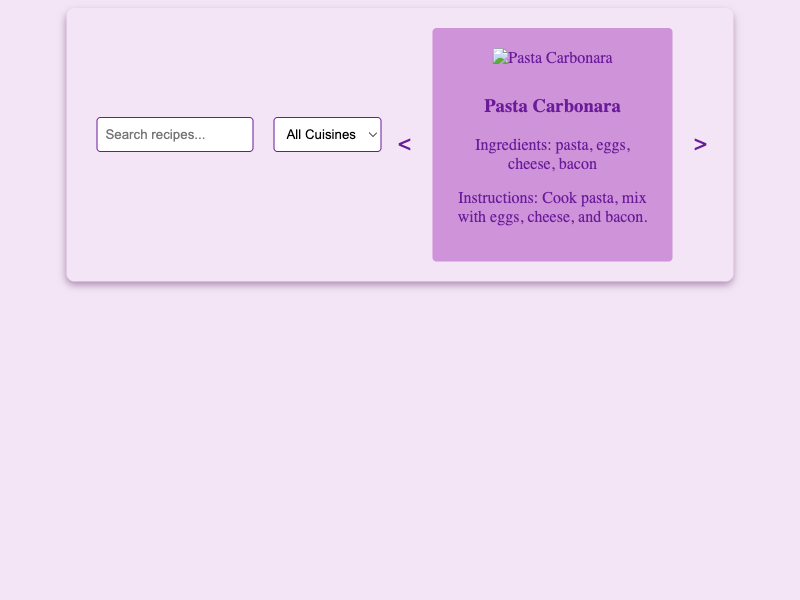 Search recipes...
All Cuisines
<
Pasta Carbonara
Pasta Carbonara
Ingredients: pasta, eggs,
cheese, bacon
Instructions: Cook pasta, mix
with eggs, cheese, and bacon.
>